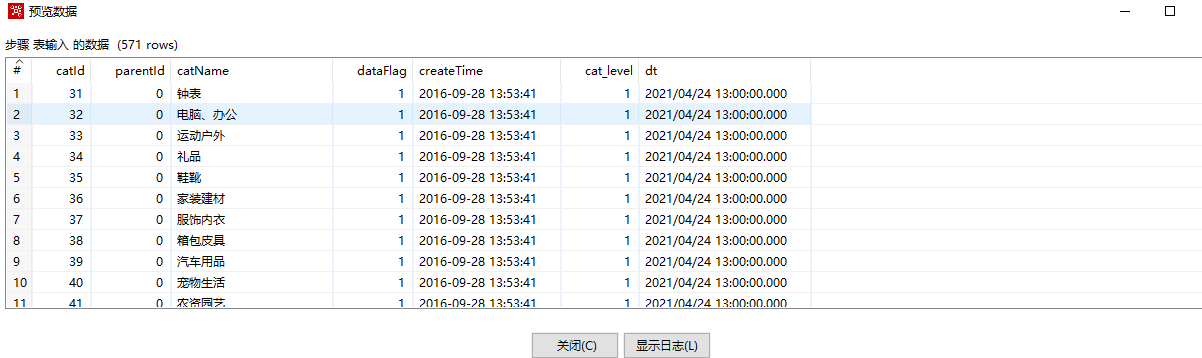 预览数据
步骤 表输入 的数据 (571 rows)
# catId parentId catName dataFlag createTime cat_level dt
1 31 0 钟表 1 2016-09-28 13:53:41 1 2021/04/24 13:00:00.000
2 32 0 电脑、办公 1 2016-09-28 13:53:41 1 2021/04/24 13:00:00.000
3 33 0 运动户外 1 2016-09-28 13:53:41 1 2021/04/24 13:00:00.000
4 34 0 礼品 1 2016-09-28 13:53:41 1 2021/04/24 13:00:00.000
5 35 0 鞋靴 1 2016-09-28 13:53:41 1 2021/04/24 13:00:00.000
6 36 0 家装建材 1 2016-09-28 13:53:41 1 2021/04/24 13:00:00.000
7 37 0 服饰内衣 1 2016-09-28 13:53:41 1 2021/04/24 13:00:00.000
8 38 0 箱包皮具 1 2016-09-28 13:53:41 1 2021/04/24 13:00:00.000
9 39 0 汽车用品 1 2016-09-28 13:53:41 1 2021/04/24 13:00:00.000
10 40 0 宠物生活 1 2016-09-28 13:53:41 1 2021/04/24 13:00:00.000
11 41 0 农资园艺 1 2016-09-28 13:53:41 1 2021/04/24 13:00:00.000
关闭(C) 显示日志(L)